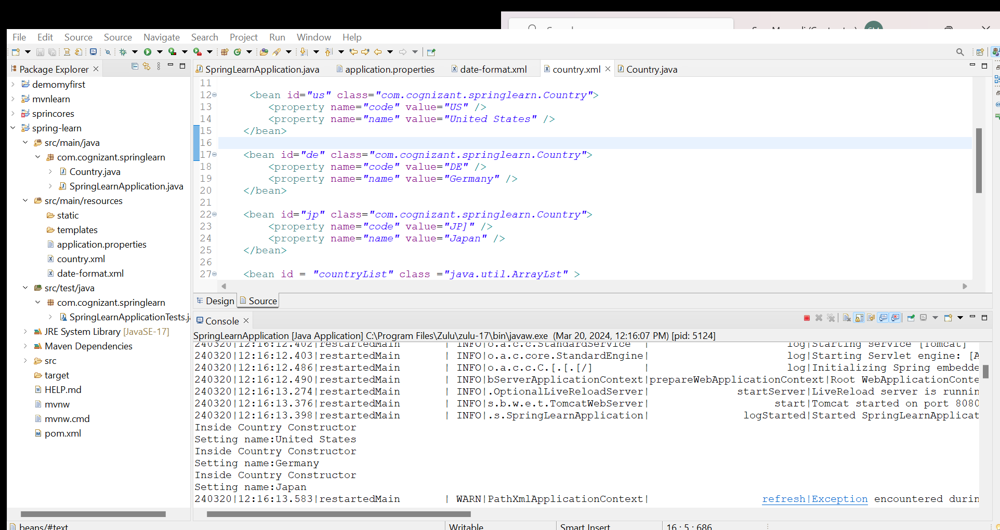 File Edit Source Source Navigate Search Project Run Window Help
Package Explorer
demomyfirst
mvnlearn
sprincores
spring-learn
src/main/java
com.cognizant.springlearn
Country.java
SpringLearnApplication.java
src/main/resources
static
templates
application.properties
country.xml
date-format.xml
src/test/java
com.cognizant.springlearn
SpringLearnApplicationTests.j
JRE System Library [JavaSE-17]
Maven Dependencies
src
target
HELP.md
mvnw
mvnw.cmd
pom.xml
SpringLearnApplication.java application.properties date-format.xml country.xml Country.java
11
12 <bean id="us" class="com.cognizant.springlearn.Country">
13 <property name="code" value="US" />
14 <property name="name" value="United States" />
15 </bean>
16
17 <bean id="de" class="com.cognizant.springlearn.Country">
18 <property name="code" value="DE" />
19 <property name="name" value="Germany" />
20 </bean>
21
22 <bean id="jp" class="com.cognizant.springlearn.Country">
23 <property name="code" value="JP]" />
24 <property name="name" value="Japan" />
25 </bean>
26
27 <bean id = "countryList" class ="java.util.ArrayLst" >
Design Source
Console
SpringLearnApplication [Java Application] C:\Program Files\Zulu\zulu-17\bin\javaw.exe (Mar 20, 2024, 12:16:07 PM) [pid: 5124]
240320|12:16:12.402|restartedMain | INFO|o.a.c.c.StandardService | log|Starting service [Tomcat]
240320|12:16:12.403|restartedMain | INFO|o.a.c.core.StandardEngine| log|Starting Servlet engine: [A
240320|12:16:12.486|restartedMain | INFO|o.a.c.c.C.[.[.[/] | log|Initializing Spring embedde
240320|12:16:12.490|restartedMain | INFO|bServerApplicationContext|prepareWebApplicationContext|Root WebApplicationConte
240320|12:16:13.274|restartedMain | INFO|.OptionalLiveReloadServer| startServer|LiveReload server is runnin
240320|12:16:13.376|restartedMain | INFO|s.b.w.e.t.TomcatWebServer| start|Tomcat started on port 8080
240320|12:16:13.398|restartedMain | INFO|.s.SpringLearnApplication| logStarted|Started SpringLearnApplicat
Inside Country Constructor
Setting name:United States
Inside Country Constructor
Setting name:Germany
Inside Country Constructor
Setting name:Japan
240320|12:16:13.583|restartedMain | WARN|PathXmlApplicationContext| refresh|Exception encountered durin
beans/#text Writable Smart Insert 16 : 5 : 686